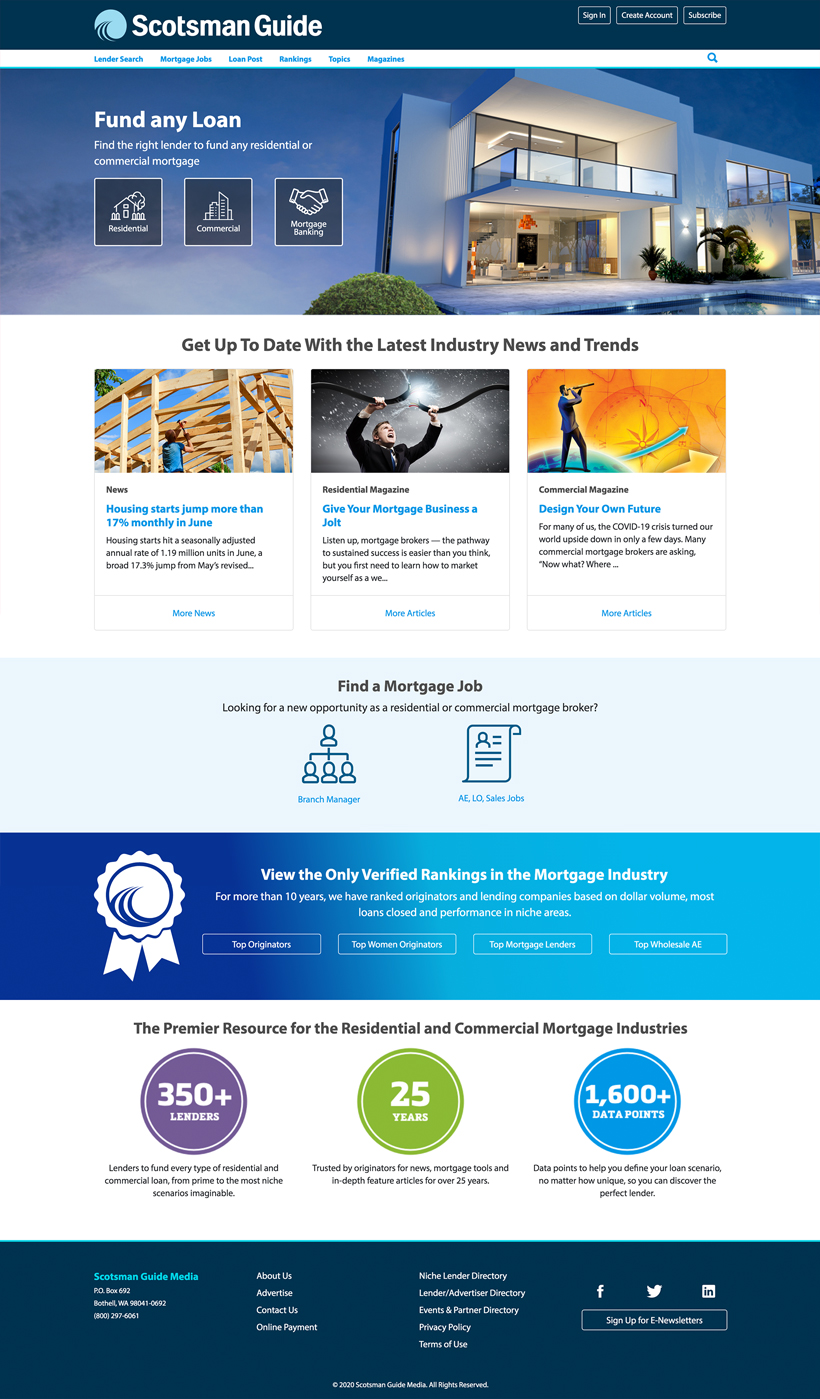 Scotsman Guide
Sign In
Create Account
Subscribe
Lender Search
Mortgage Jobs
Loan Post
Rankings
Topics
Magazines
Fund any Loan
Find the right lender to fund any residential or
commercial mortgage
Residential
Commercial
Mortgage
Banking
Get Up To Date With the Latest Industry News and Trends
News
Housing starts jump more than
17% monthly in June
Housing starts hit a seasonally adjusted
annual rate of 1.19 million units in June, a
broad 17.3% jump from May's revised...
More News
Residential Magazine
Give Your Mortgage Business a
Jolt
Listen up, mortgage brokers — the pathway
to sustained success is easier than you think,
but you first need to learn how to market
yourself as a we...
More Articles
Commercial Magazine
Design Your Own Future
For many of us, the COVID-19 crisis turned our
world upside down in only a few days. Many
commercial mortgage brokers are asking,
"Now what? Where ...
More Articles
Find a Mortgage Job
Looking for a new opportunity as a residential or commercial mortgage broker?
Branch Manager
AE, LO, Sales Jobs
View the Only Verified Rankings in the Mortgage Industry
For more than 10 years, we have ranked originators and lending companies based on dollar volume, most
loans closed and performance in niche areas.
Top Originators
Top Women Originators
Top Mortgage Lenders
Top Wholesale AE
The Premier Resource for the Residential and Commercial Mortgage Industries
350+
LENDERS
Lenders to fund every type of residential and
commercial loan, from prime to the most niche
scenarios imaginable.
25
YEARS
Trusted by originators for news, mortgage tools and
in-depth feature articles for over 25 years.
1,600+
DATA POINTS
Data points to help you define your loan scenario,
no matter how unique, so you can discover the
perfect lender.
Scotsman Guide Media
P.O. Box 692
Bothell, WA 98041-0692
(800) 297-6061
About Us
Advertise
Contact Us
Online Payment
Niche Lender Directory
Lender/Advertiser Directory
Events & Partner Directory
Privacy Policy
Terms of Use
Sign Up for E-Newsletters
© 2020 Scotsman Guide Media. All Rights Reserved.